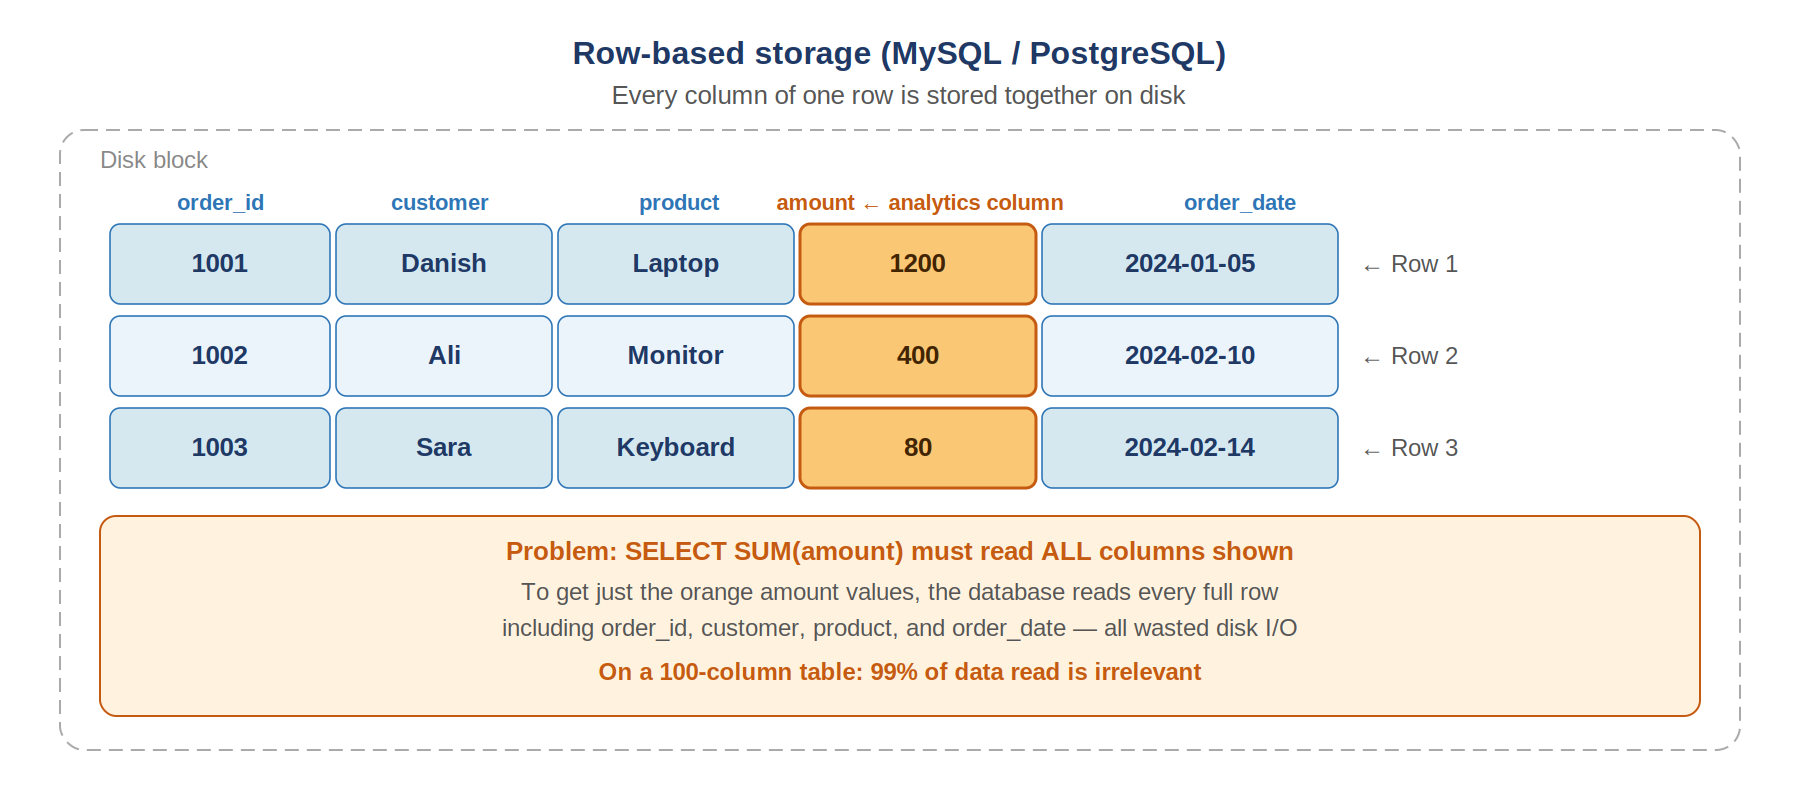 Row-based storage (MySQL / PostgreSQL)
Every column of one row is stored together on disk
Disk block
order_id customer product amount ← analytics column order_date
1001 Danish Laptop 1200 2024-01-05 ← Row 1
1002 Ali Monitor 400 2024-02-10 ← Row 2
1003 Sara Keyboard 80 2024-02-14 ← Row 3
Problem: SELECT SUM(amount) must read ALL columns shown
To get just the orange amount values, the database reads every full row
including order_id, customer, product, and order_date — all wasted disk I/O
On a 100-column table: 99% of data read is irrelevant